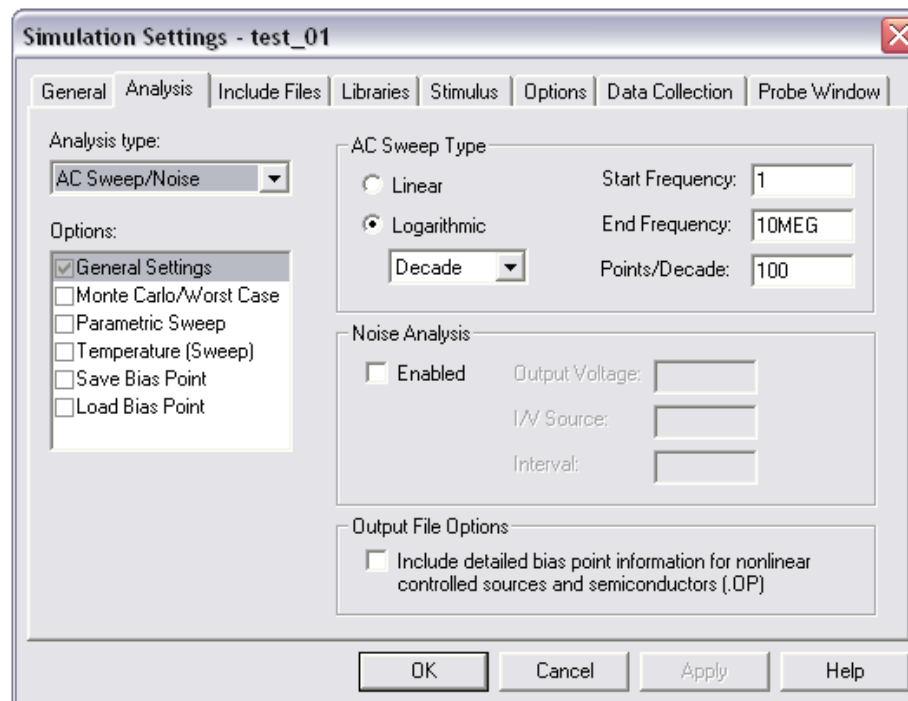 Simulation Settings - test_01
General Analysis Include Files Libraries Stimulus Options Data Collection Probe Window
Analysis type:
AC Sweep/Noise
Options:
General Settings
Monte Carlo/Worst Case
Parametric Sweep
Temperature (Sweep)
Save Bias Point
Load Bias Point
AC Sweep Type
Linear
Logarithmic
Decade
Start Frequency: 1
End Frequency: 10MEG
Points/Decade: 100
Noise Analysis
Enabled
Output Voltage:
I/V Source:
Interval:
Output File Options
Include detailed bias point information for nonlinear
controlled sources and semiconductors (.OP)
OK Cancel Apply Help